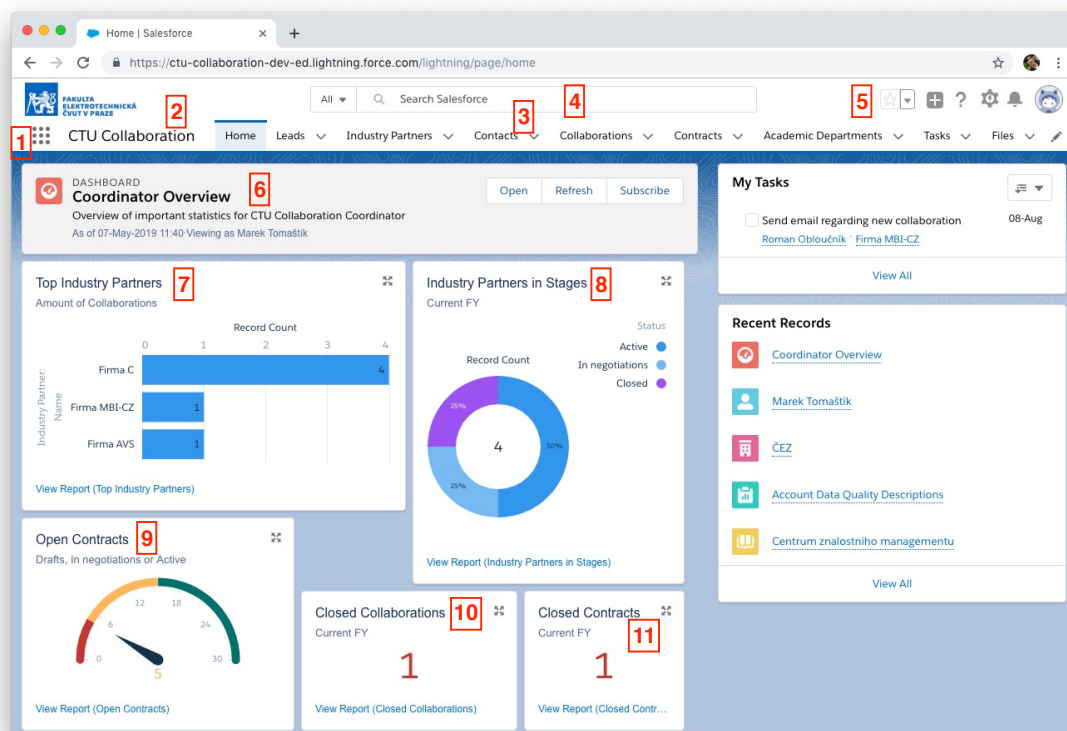 Home | Salesforce
https://ctu-collaboration-dev-ed.lightning.force.com/lightning/page/home
FAKULTA
ELEKTROTECHNICKÁ
ČVUT V PRAZE
2
All
Search Salesforce
4
5
1
CTU Collaboration
Home
Leads
Industry Partners
Contacts
3
Collaborations
Contracts
Academic Departments
Tasks
Files
DASHBOARD
Coordinator Overview
6
Overview of important statistics for CTU Collaboration Coordinator
As of 07-May-2019 11:40·Viewing as Marek Tomaštík
Open
Refresh
Subscribe
Top Industry Partners
7
Amount of Collaborations
Record Count
0 1 2 3 4
Industry Partner:
Name
Firma C
4
Firma MBI-CZ
1
Firma AVS
1
View Report (Top Industry Partners)
Industry Partners in Stages
8
Current FY
Status
Active
In negotiations
Closed
Record Count
25%
50%
25%
4
View Report (Industry Partners in Stages)
Open Contracts
9
Drafts, In negotiations or Active
0
6
12
18
24
30
5
View Report (Open Contracts)
Closed Collaborations
10
Current FY
1
View Report (Closed Collaborations)
Closed Contracts
Current FY
11
1
View Report (Closed Contr...
My Tasks
Send email regarding new collaboration
08-Aug
Roman Obloučník · Firma MBI-CZ
View All
Recent Records
Coordinator Overview
Marek Tomaštík
ČEZ
Account Data Quality Descriptions
Centrum znalostního managementu
View All